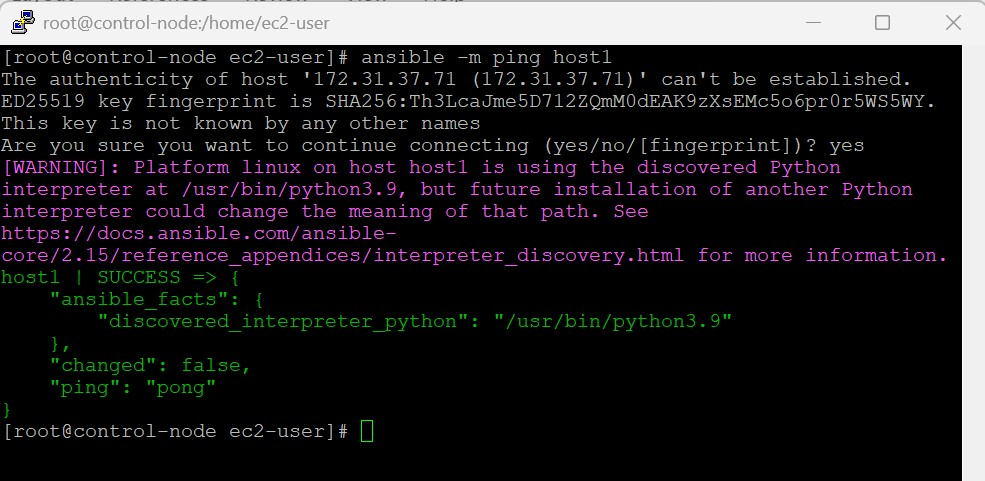 root@control-node:/home/ec2-user
[root@control-node ec2-user]# ansible -m ping host1
The authenticity of host '172.31.37.71 (172.31.37.71)' can't be established.
ED25519 key fingerprint is SHA256:Th3LcaJme5D712ZQmM0dEAK9zXsEMc5o6pr0r5WS5WY.
This key is not known by any other names
Are you sure you want to continue connecting (yes/no/[fingerprint])? yes
[WARNING]: Platform linux on host host1 is using the discovered Python
interpreter at /usr/bin/python3.9, but future installation of another Python
interpreter could change the meaning of that path. See
https://docs.ansible.com/ansible-
core/2.15/reference_appendices/interpreter_discovery.html for more information.
host1 | SUCCESS => {
    "ansible_facts": {
        "discovered_interpreter_python": "/usr/bin/python3.9"
    },
    "changed": false,
    "ping": "pong"
}
[root@control-node ec2-user]#